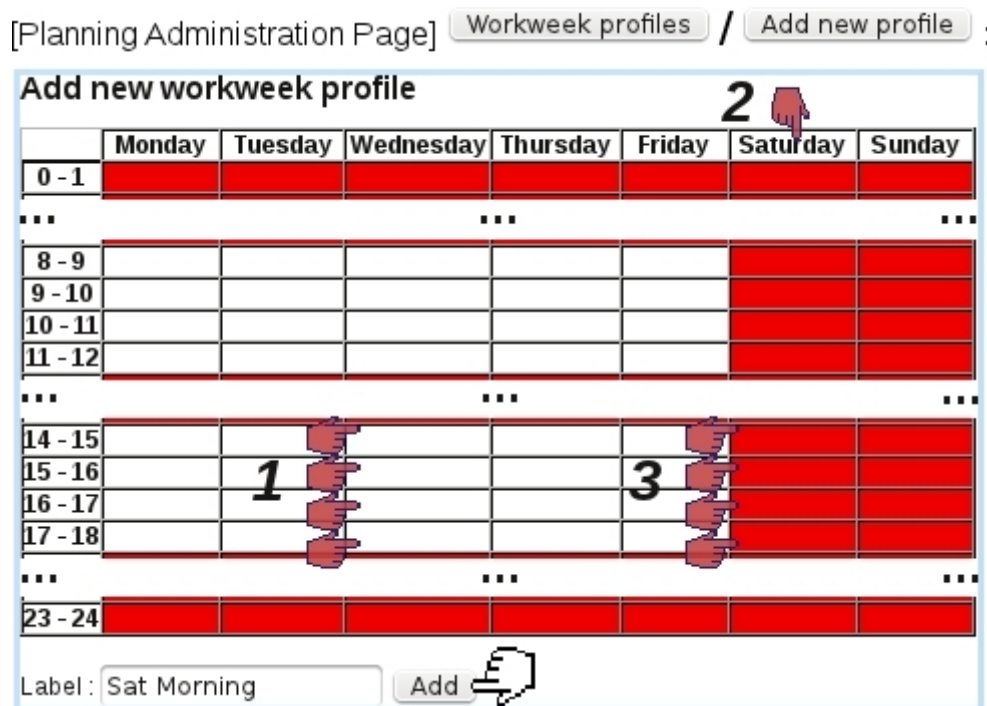 [Planning Administration Page] Workweek profiles / Add new profile :
Add new workweek profile
2
Monday Tuesday Wednesday Thursday Friday Saturday Sunday
0 - 1
... ... ...
8 - 9
9 - 10
10 - 11
11 - 12
... ... ...
14 - 15
15 - 16
1 3
16 - 17
17 - 18
... ... ...
23 - 24
Label : Sat Morning Add